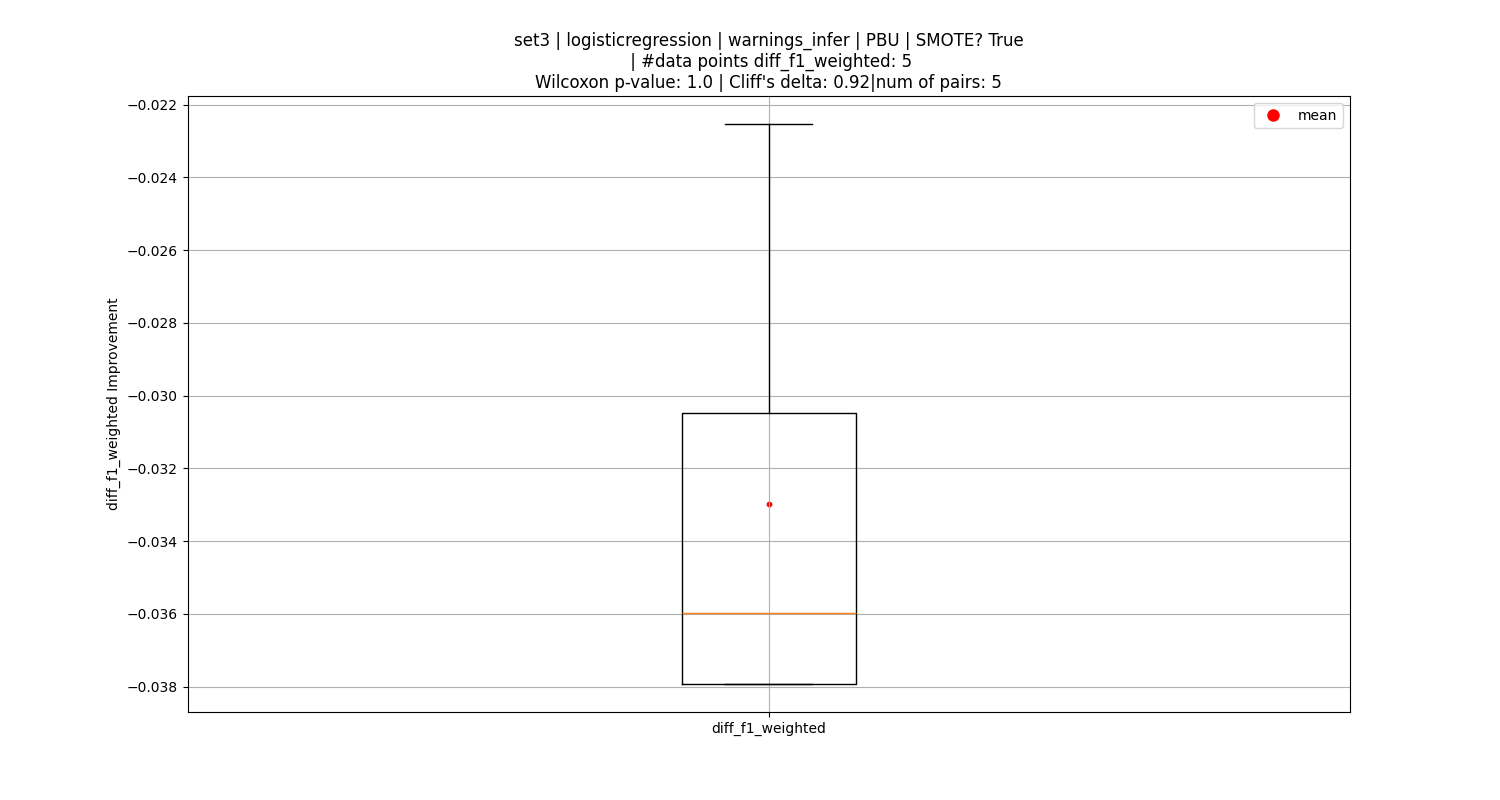 set3 | logisticregression | warnings_infer | PBU | SMOTE? True
| #data points diff_f1_weighted: 5
Wilcoxon p-value: 1.0 | Cliff's delta: 0.92|num of pairs: 5
mean
−0.022
−0.024
−0.026
−0.028
−0.030
−0.032
−0.034
−0.036
−0.038
diff_f1_weighted Improvement
diff_f1_weighted